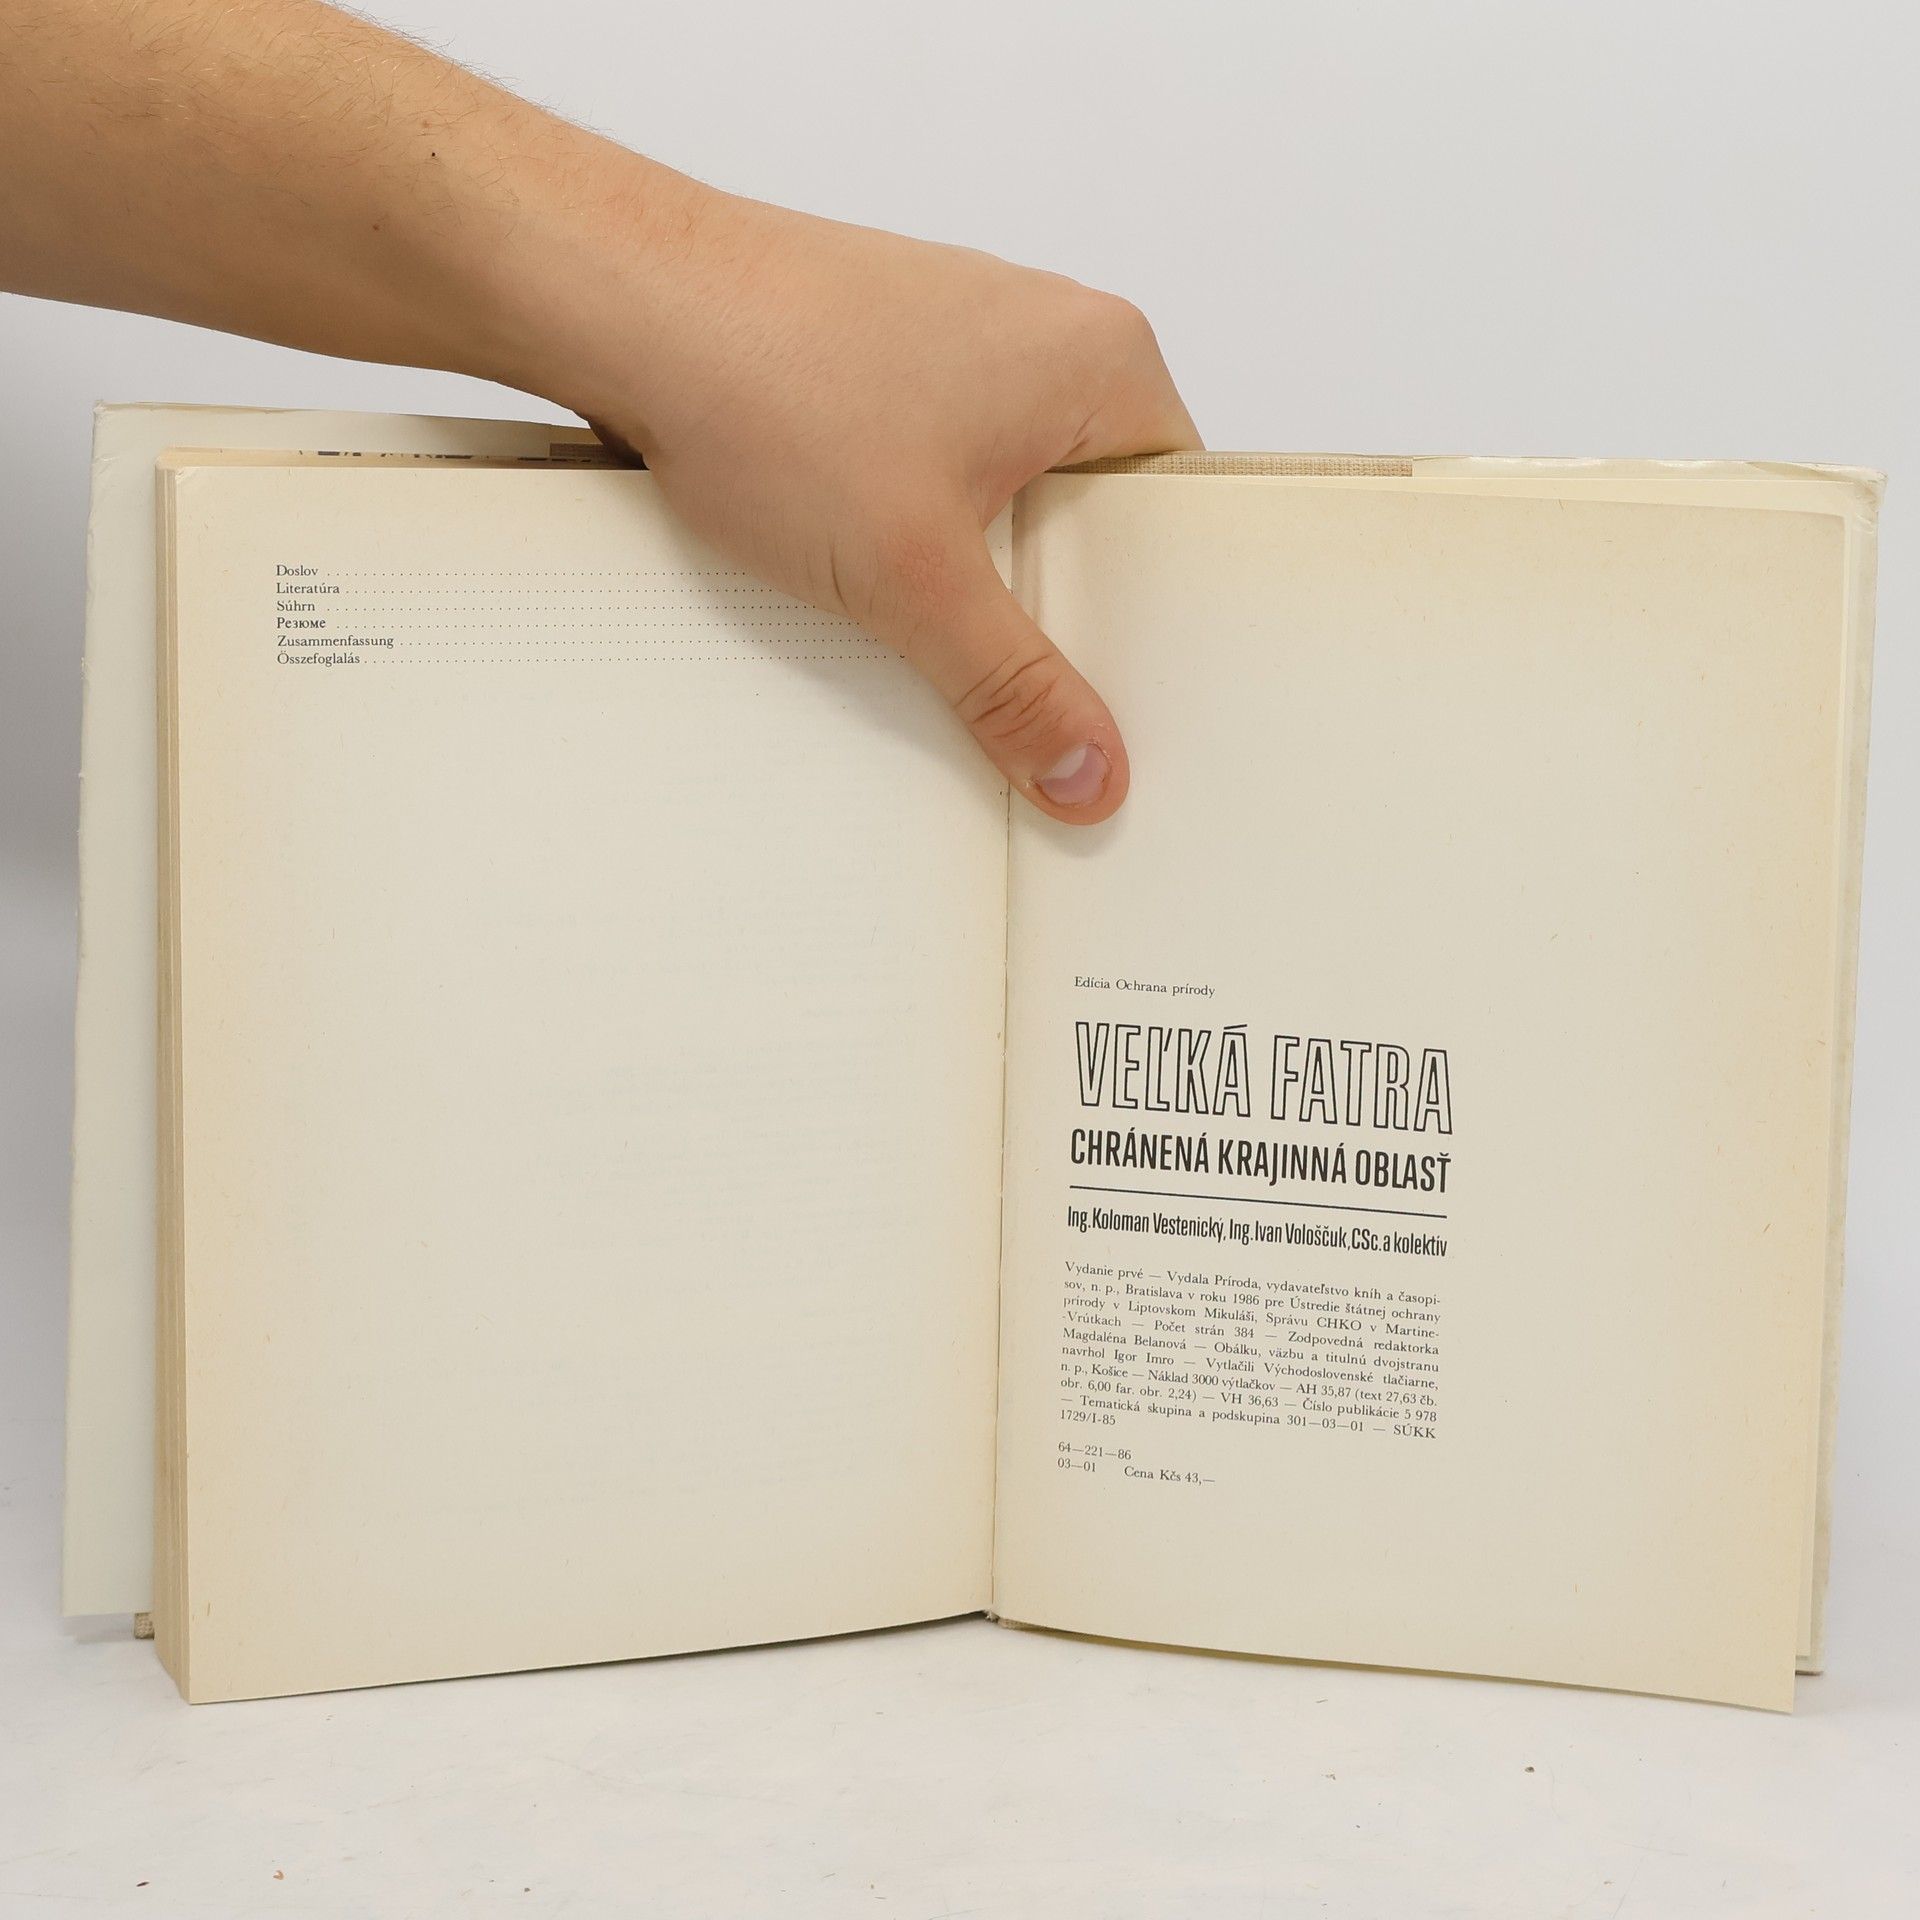 Doslov
Literatúra
Súhrn
Резюме
Zusammenfassung
Összefoglalás
Edícia Ochrana prírody
VEĽKÁ FATRA
CHRÁNENÁ KRAJINNÁ OBLASŤ
Ing. Koloman Vestenický, Ing. Ivan Vološčuk, CSc. a kolektív
Vydanie prvé — Vydala Príroda, vydavateľstvo kníh a časopi-
sov, n. p., Bratislava v roku 1986 pre Ústredie štátnej ochrany
prírody v Liptovskom Mikuláši, Správu CHKO v Martine-
-Vrútkach — Počet strán 384 — Zodpovedná redaktorka
Magdaléna Belanová — Obálku, väzbu a titulnú dvojstranu
navrhol Igor Imro — Vytlačili Východoslovenské tlačiarne,
n. p., Košice — Náklad 3000 výtlačkov — AH 35,87 (text 27,63 čb.
obr. 6,00 far. obr. 2,24) — VH 36,63 — Číslo publikácie 5 978
— Tematická skupina a podskupina 301—03—01 — SÚKK
1729/I-85
64—221—86
03—01 Cena Kčs 43,—